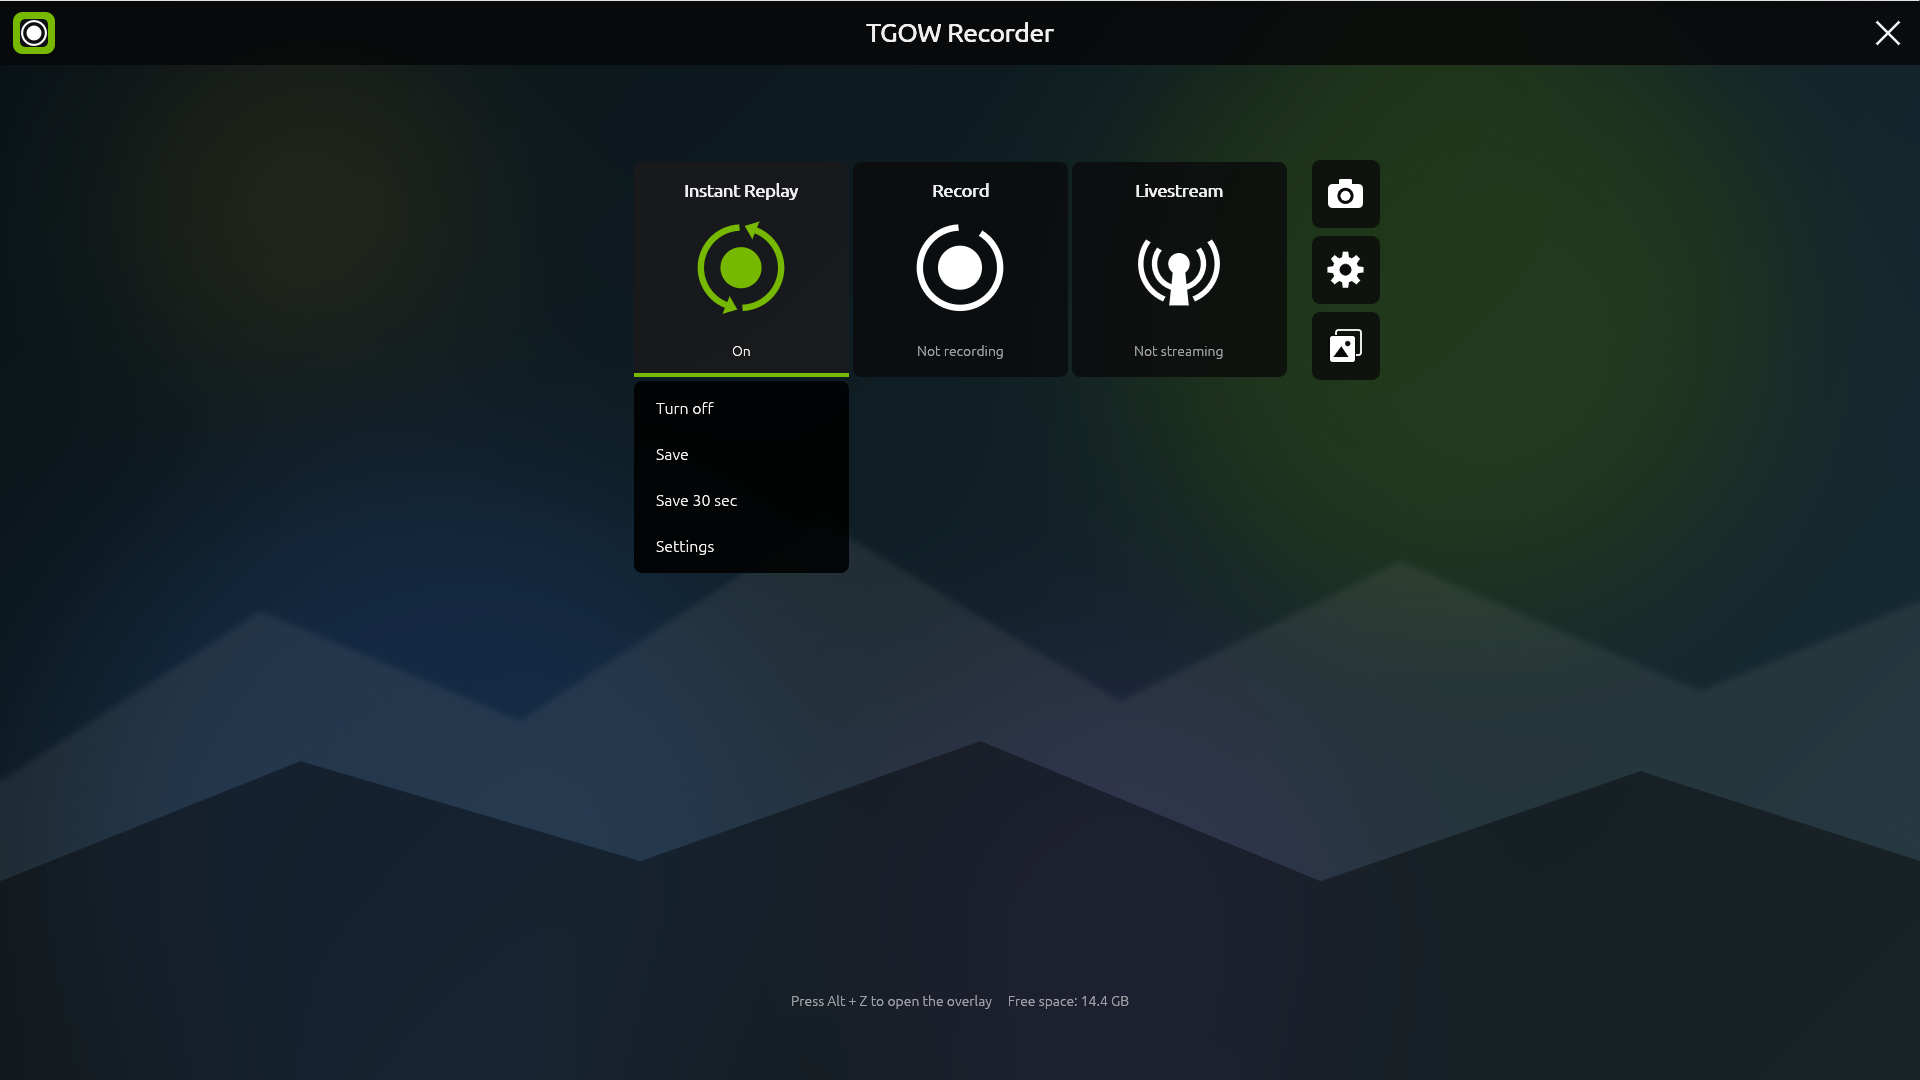 TGOW Recorder
Instant Replay
On
Record
Not recording
Livestream
Not streaming
Turn off
Save
Save 30 sec
Settings
Press Alt + Z to open the overlay Free space: 14.4 GB